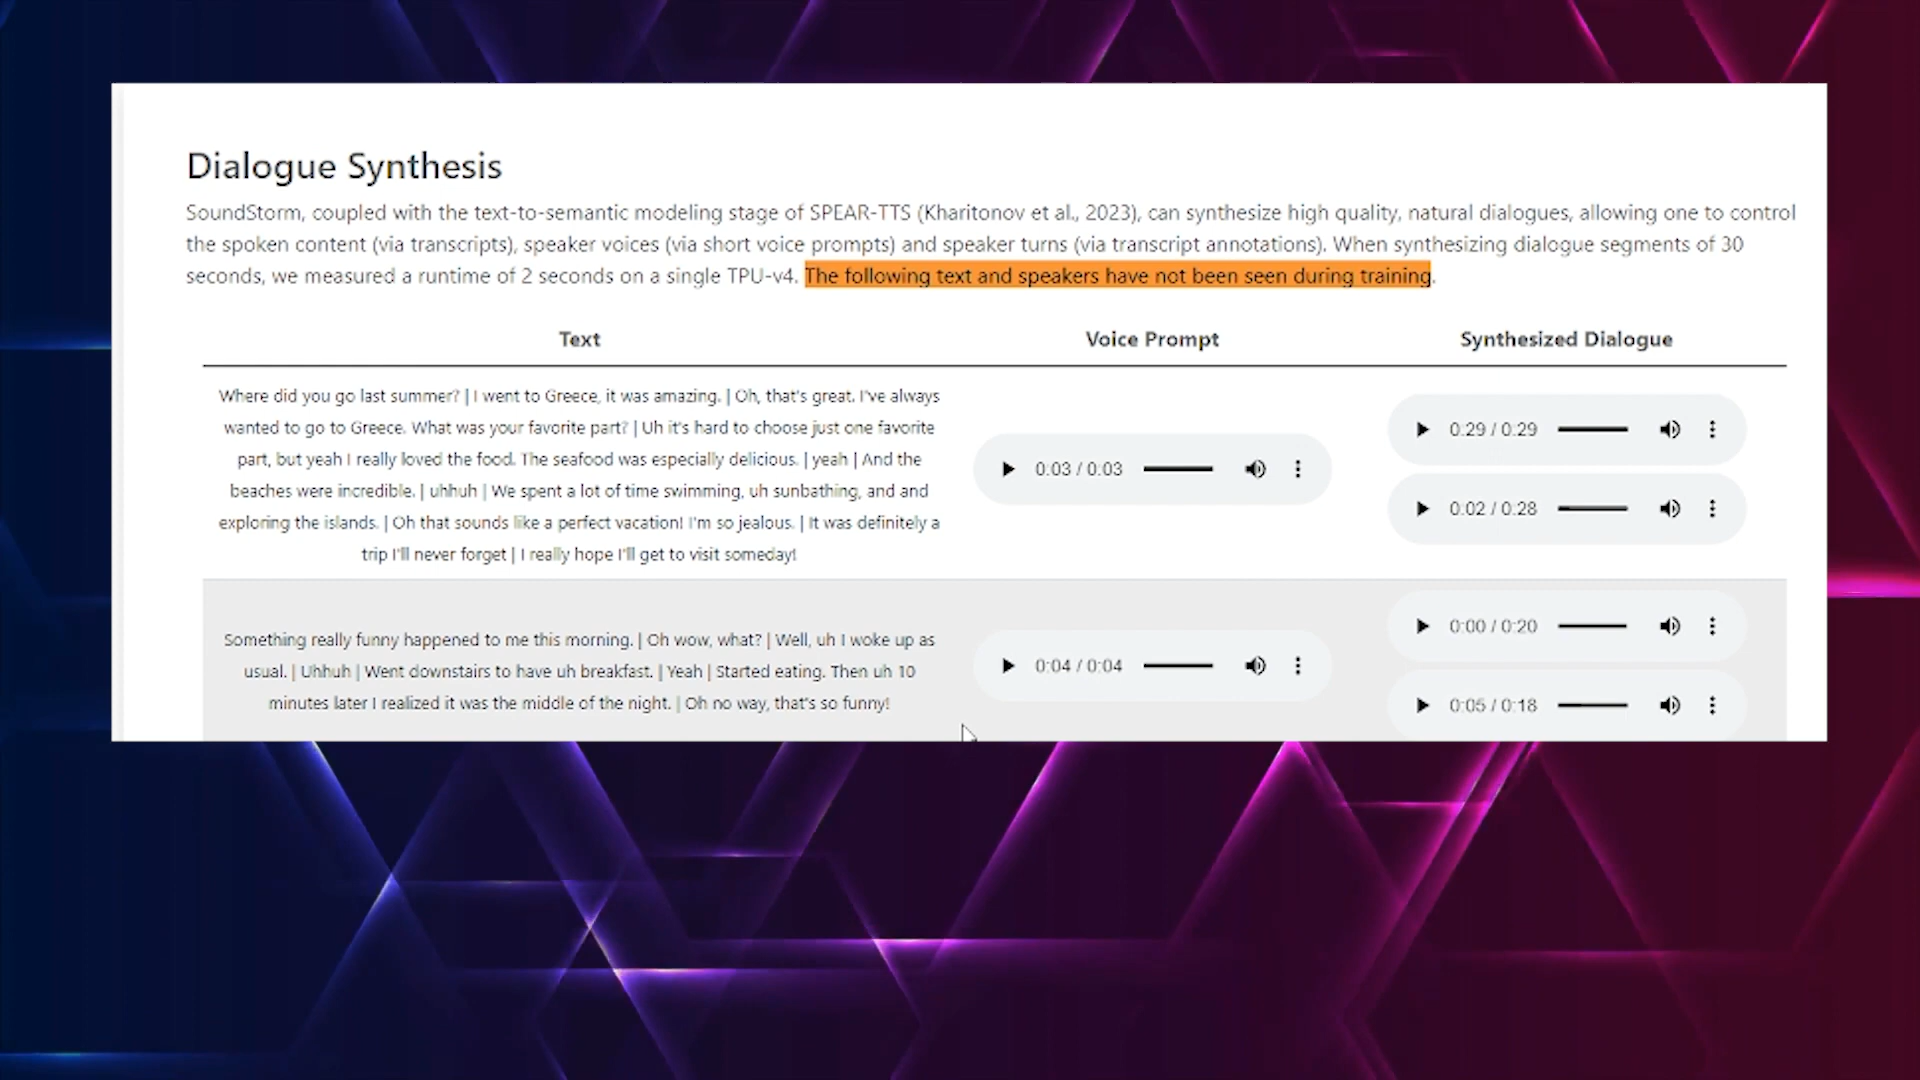 Dialogue Synthesis
SoundStorm, coupled with the text-to-semantic modeling stage of SPEAR-TTS (Kharitonov et al., 2023), can synthesize high quality, natural dialogues, allowing one to control
the spoken content (via transcripts), speaker voices (via short voice prompts) and speaker turns (via transcript annotations). When synthesizing dialogue segments of 30
seconds, we measured a runtime of 2 seconds on a single TPU-v4. The following text and speakers have not been seen during training.
Text Voice Prompt Synthesized Dialogue
Where did you go last summer? | I went to Greece, it was amazing. | Oh, that's great. I've always
wanted to go to Greece. What was your favorite part? | Uh it's hard to choose just one favorite
part, but yeah I really loved the food. The seafood was especially delicious. | yeah | And the
beaches were incredible. | uhhuh | We spent a lot of time swimming, uh sunbathing, and and
exploring the islands. | Oh that sounds like a perfect vacation! I'm so jealous. | It was definitely a
trip I'll never forget | I really hope I'll get to visit someday!
0:03 / 0:03
0:29 / 0:29
0:02 / 0:28
Something really funny happened to me this morning. | Oh wow, what? | Well, uh I woke up as
usual. | Uhhuh | Went downstairs to have uh breakfast. | Yeah | Started eating. Then uh 10
minutes later I realized it was the middle of the night. | Oh no way, that's so funny!
0:04 / 0:04
0:00 / 0:20
0:05 / 0:18